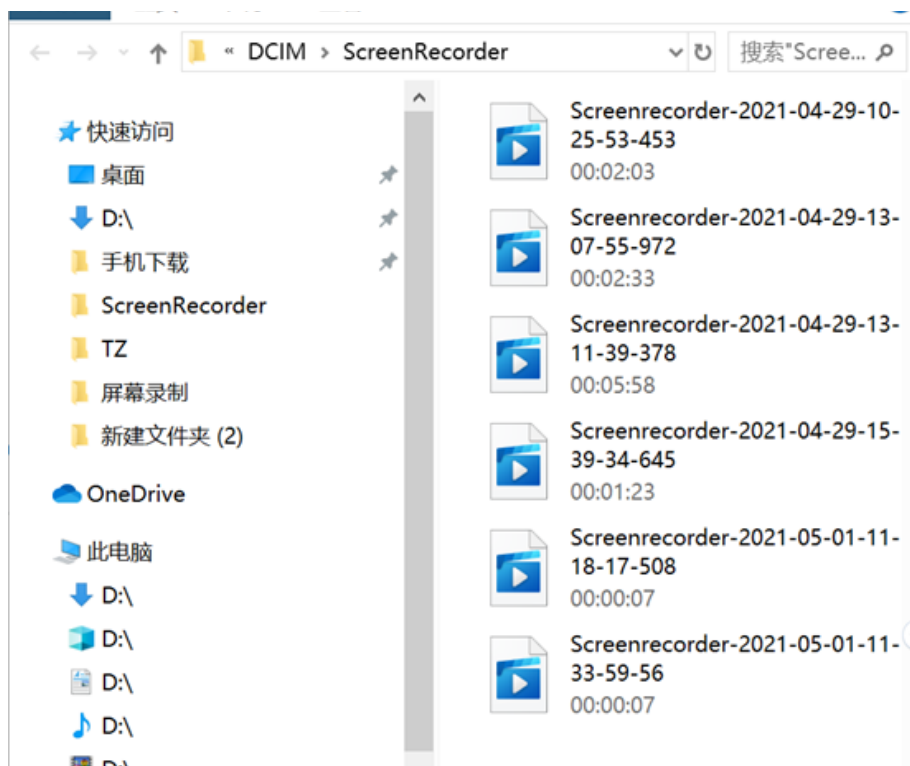 « DCIM › ScreenRecorder
搜索"Scree...
快速访问
桌面
D:\
手机下载
ScreenRecorder
TZ
屏幕录制
新建文件夹 (2)
OneDrive
此电脑
D:\
D:\
D:\
D:\
D:\
Screenrecorder-2021-04-29-10-
25-53-453
00:02:03
Screenrecorder-2021-04-29-13-
07-55-972
00:02:33
Screenrecorder-2021-04-29-13-
11-39-378
00:05:58
Screenrecorder-2021-04-29-15-
39-34-645
00:01:23
Screenrecorder-2021-05-01-11-
18-17-508
00:00:07
Screenrecorder-2021-05-01-11-
33-59-56
00:00:07